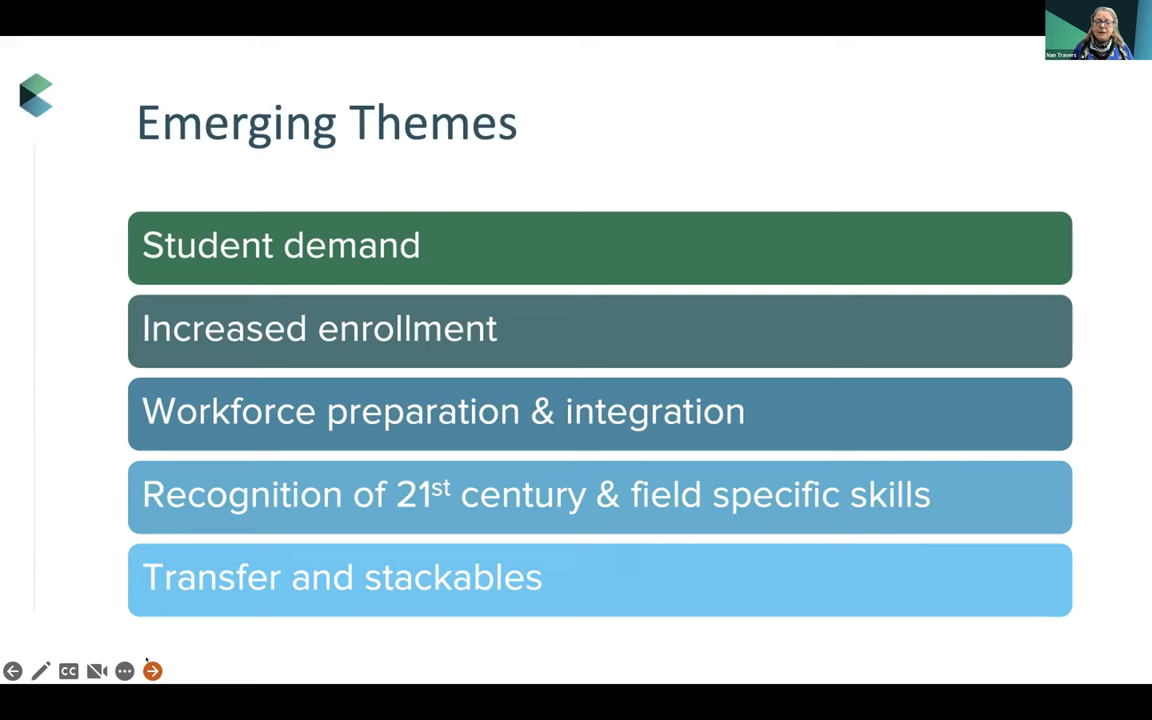 Nan Travers
Emerging Themes
Student demand
Increased enrollment
Workforce preparation & integration
Recognition of 21st century & field specific skills
Transfer and stackables
CC